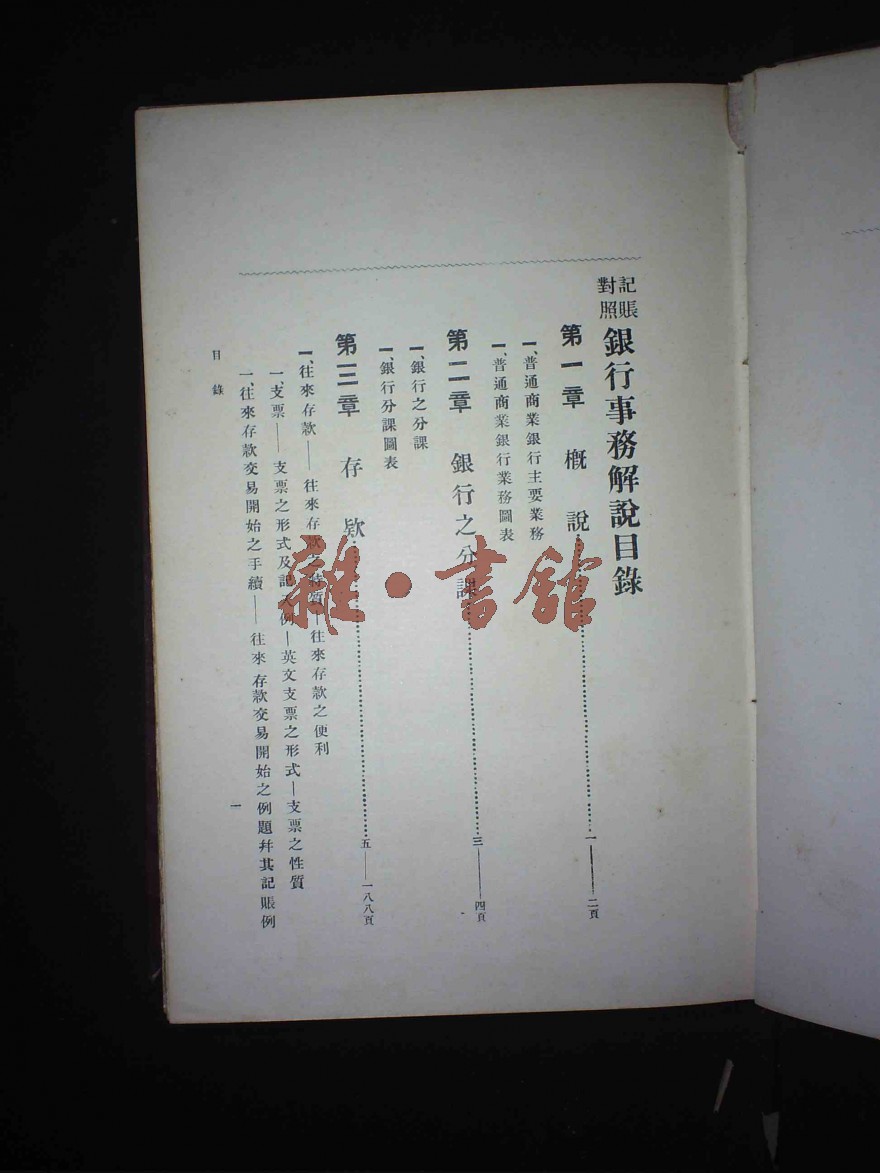 記賬對照 銀行事務解說目錄
第一章 概說…………一——二頁
一、普通商業銀行主要業務
一、普通商業銀行業務圖表
第二章 銀行之分課…………三——四頁
一、銀行之分課
一、銀行分課圖表
第三章 存欵…………五——一八八頁
一、往來存款——往來存款之特質—往來存款之便利
一、支票——支票之形式及記入例—英文支票之形式—支票之性質
一、往來存款交易開始之手續——往來存款交易開始之例題幷其記賬例
目錄
一
雜·書館